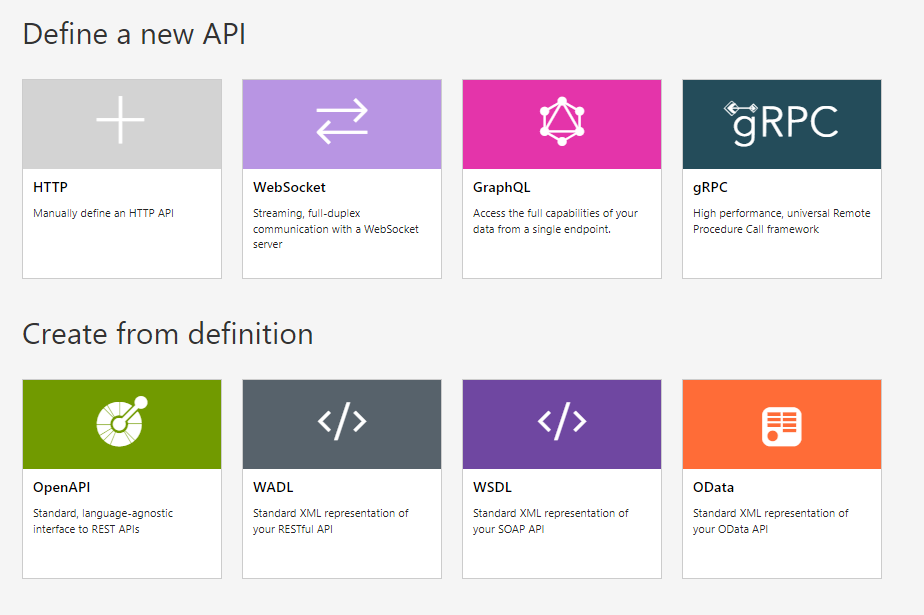 Define a new API
gRPC
HTTP
Manually define an HTTP API
WebSocket
Streaming, full-duplex
communication with a WebSocket
server
GraphQL
Access the full capabilities of your
data from a single endpoint.
gRPC
High performance, universal Remote
Procedure Call framework
Create from definition
OpenAPI
Standard, language-agnostic
interface to REST APIs
WADL
Standard XML representation of
your RESTful API
WSDL
Standard XML representation of
your SOAP API
OData
Standard XML representation of
your OData API